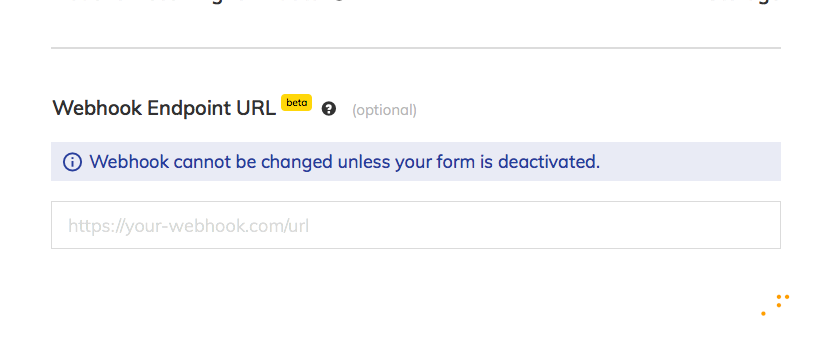 Webhook Endpoint URL beta (optional)
Webhook cannot be changed unless your form is deactivated.
https://your-webhook.com/url